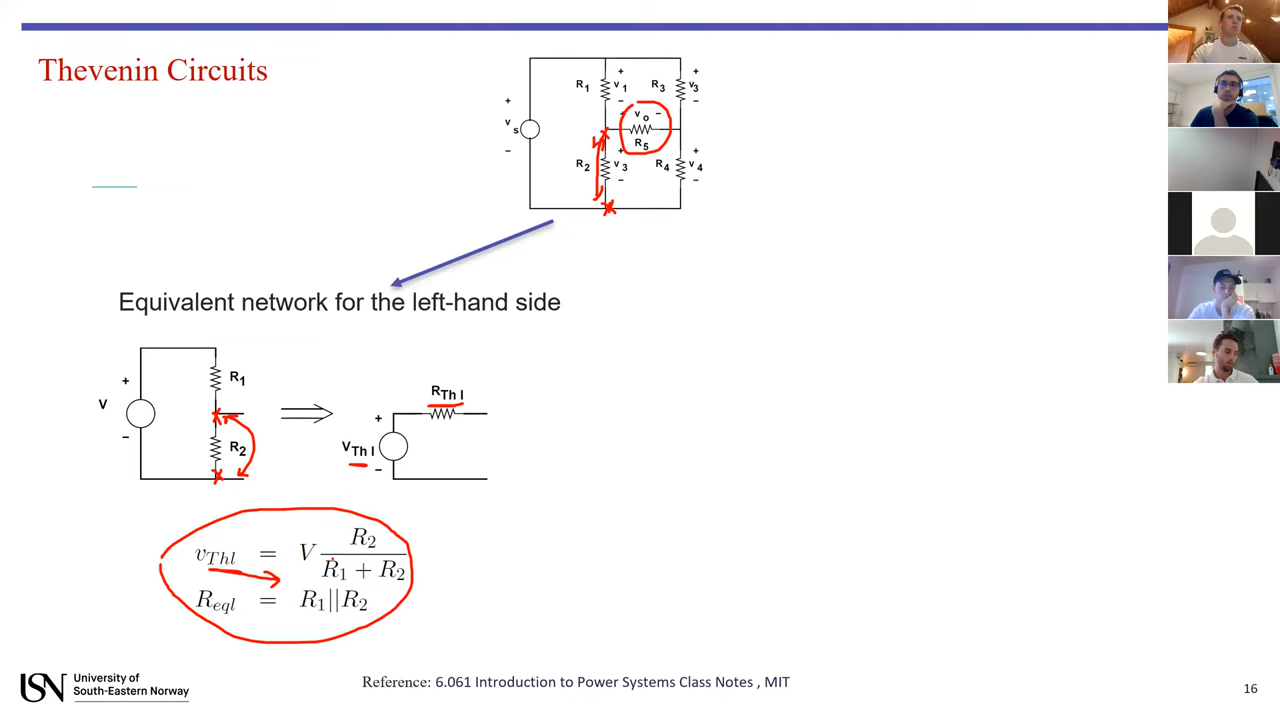 Thevenin Circuits
R1
+
v1
−
R3
+
v3
−
+
vs
−
vo −
R5
R2
+
v3
−
R4
+
v4
−
Equivalent network for the left-hand side
+
V
−
R1
R2
RTh l
+
VTh l
−
vThl = V R2 / R1 + R2
Reql = R1||R2
USN University of
South-Eastern Norway
Reference: 6.061 Introduction to Power Systems Class Notes , MIT
16